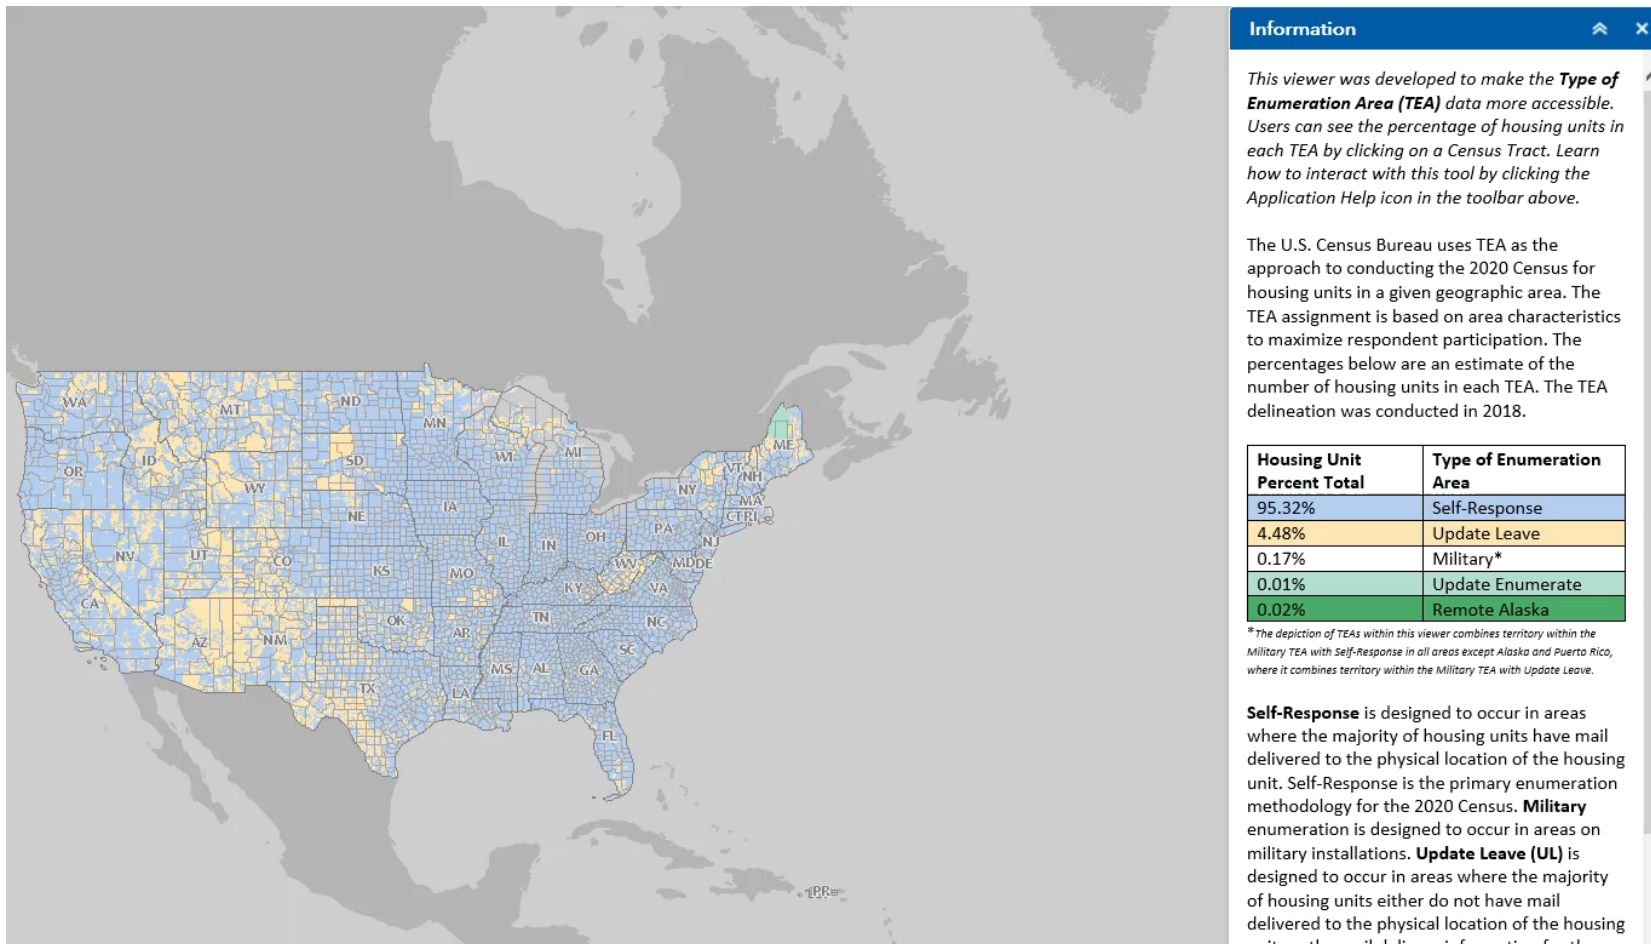 Information
This viewer was developed to make the Type of
Enumeration Area (TEA) data more accessible.
Users can see the percentage of housing units in
each TEA by clicking on a Census Tract. Learn
how to interact with this tool by clicking the
Application Help icon in the toolbar above.
The U.S. Census Bureau uses TEA as the
approach to conducting the 2020 Census for
housing units in a given geographic area. The
TEA assignment is based on area characteristics
to maximize respondent participation. The
percentages below are an estimate of the
number of housing units in each TEA. The TEA
delineation was conducted in 2018.
Housing Unit Percent Total
Type of Enumeration Area
95.32% Self-Response
4.48% Update Leave
0.17% Military*
0.01% Update Enumerate
0.02% Remote Alaska
*The depiction of TEAs within this viewer combines territory within the
Military TEA with Self-Response in all areas except Alaska and Puerto Rico,
where it combines territory within the Military TEA with Update Leave.
Self-Response is designed to occur in areas
where the majority of housing units have mail
delivered to the physical location of the housing
unit. Self-Response is the primary enumeration
methodology for the 2020 Census. Military
enumeration is designed to occur in areas on
military installations. Update Leave (UL) is
designed to occur in areas where the majority
of housing units either do not have mail
delivered to the physical location of the housing
WA
MT
ND
MN
OR
ID
WY
SD
WI
MI
ME
VT
NH
NY
MA
CT RI
NE
IA
PA
NJ
NV
UT
CO
KS
MO
IL
IN
OH
WV
MD DE
KY
VA
CA
AZ
NM
OK
AR
TN
NC
SC
MS
AL
GA
TX
LA
FL
PR